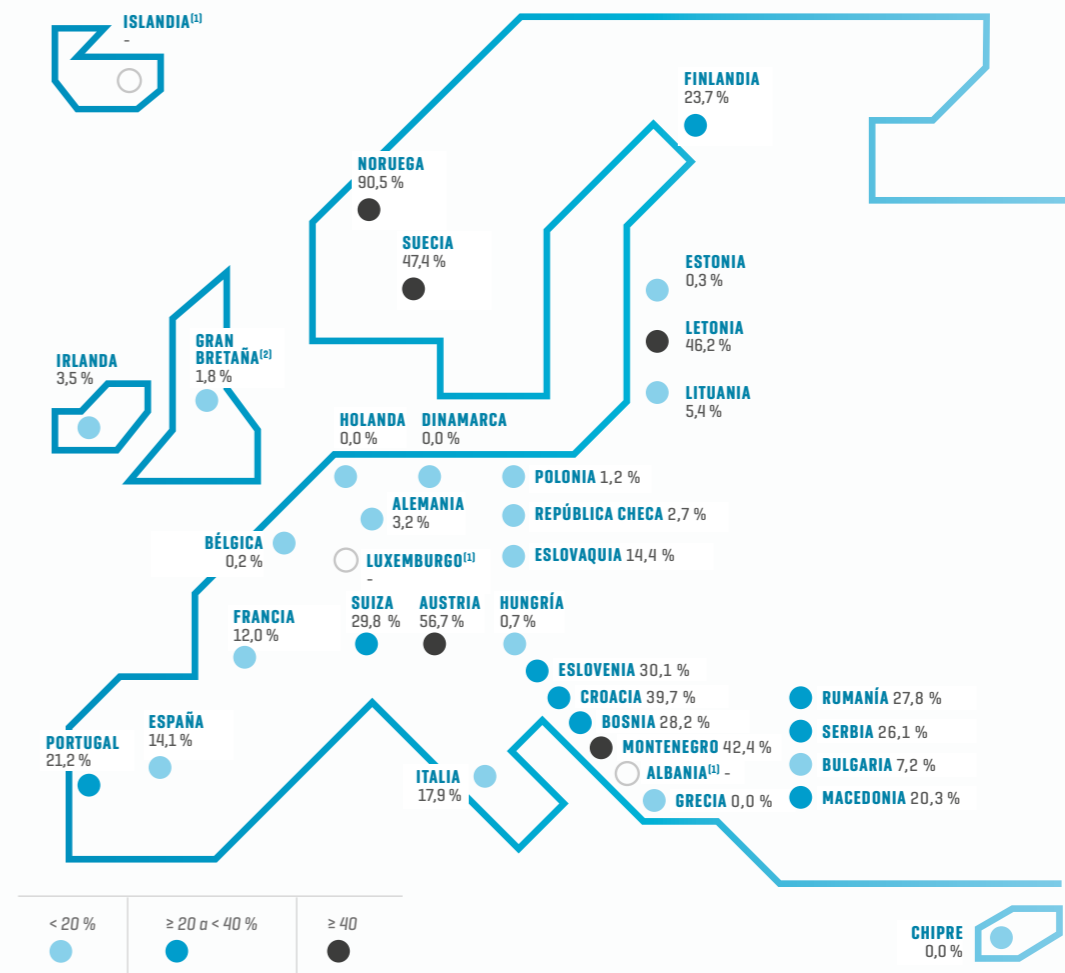 ISLANDIA(1)
-
FINLANDIA
23,7 %
NORUEGA
90,5 %
SUECIA
47,4 %
ESTONIA
0,3 %
LETONIA
46,2 %
LITUANIA
5,4 %
GRAN
BRETAÑA(2)
1,8 %
IRLANDA
3,5 %
HOLANDA
0,0 %
DINAMARCA
0,0 %
POLONIA 1,2 %
ALEMANIA
3,2 %
REPÚBLICA CHECA 2,7 %
BÉLGICA
0,2 %
LUXEMBURGO(1)
-
ESLOVAQUIA 14,4 %
FRANCIA
12,0 %
SUIZA
29,8 %
AUSTRIA
56,7 %
HUNGRÍA
0,7 %
ESLOVENIA 30,1 %
CROACIA 39,7 %
BOSNIA 28,2 %
MONTENEGRO 42,4 %
ALBANIA(1) -
GRECIA 0,0 %
RUMANÍA 27,8 %
SERBIA 26,1 %
BULGARIA 7,2 %
MACEDONIA 20,3 %
ESPAÑA
14,1 %
PORTUGAL
21,2 %
ITALIA
17,9 %
< 20 %
≥ 20 a < 40 %
≥ 40
CHIPRE
0,0 %